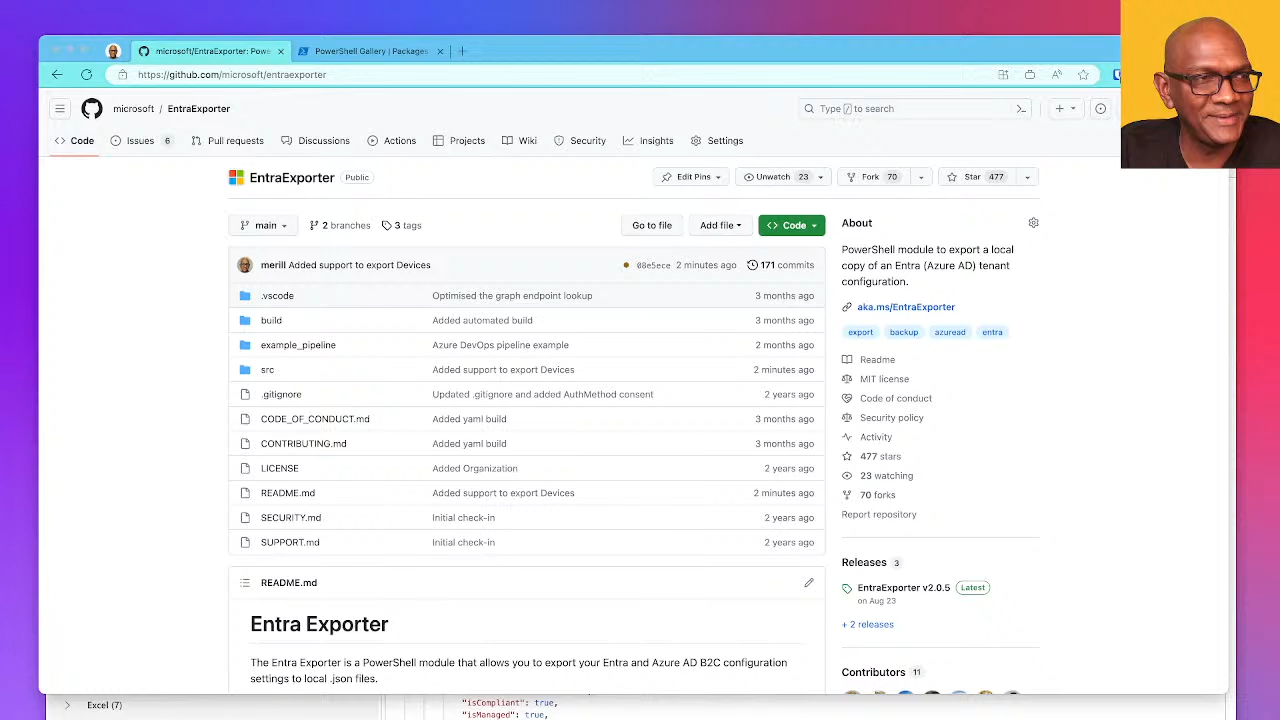 microsoft/EntraExporter: Powe
PowerShell Gallery | Packages
https://github.com/microsoft/entraexporter
microsoft / EntraExporter
Type / to search
Code
Issues 6
Pull requests
Discussions
Actions
Projects
Wiki
Security
Insights
Settings
EntraExporter Public
Edit Pins
Unwatch 23
Fork 70
Star 477
main
2 branches
3 tags
Go to file
Add file
Code
merill Added support to export Devices 08e5ece 2 minutes ago 171 commits
.vscode Optimised the graph endpoint lookup 3 months ago
build Added automated build 3 months ago
example_pipeline Azure DevOps pipeline example 2 months ago
src Added support to export Devices 2 minutes ago
.gitignore Updated .gitignore and added AuthMethod consent 2 years ago
CODE_OF_CONDUCT.md Added yaml build 3 months ago
CONTRIBUTING.md Added yaml build 3 months ago
LICENSE Added Organization 2 years ago
README.md Added support to export Devices 2 minutes ago
SECURITY.md Initial check-in 2 years ago
SUPPORT.md Initial check-in 2 years ago
README.md
Entra Exporter
The Entra Exporter is a PowerShell module that allows you to export your Entra and Azure AD B2C configuration
settings to local .json files.
About
PowerShell module to export a local
copy of an Entra (Azure AD) tenant
configuration.
aka.ms/EntraExporter
export backup azuread entra
Readme
MIT license
Code of conduct
Security policy
Activity
477 stars
23 watching
70 forks
Report repository
Releases 3
EntraExporter v2.0.5 Latest
on Aug 23
+ 2 releases
Contributors 11
Excel (7)
"isCompliant": true,
"isManaged": true,